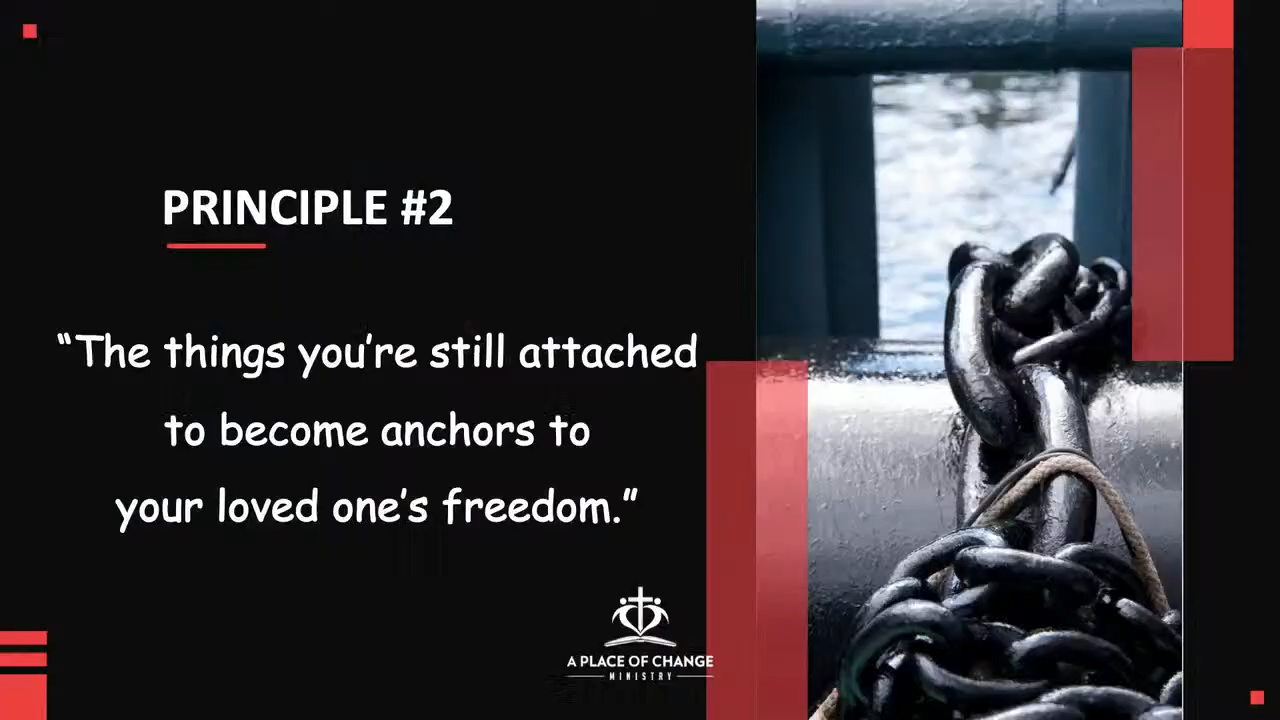 PRINCIPLE #2
“The things you’re still attached
to become anchors to
your loved one’s freedom.”
A PLACE OF CHANGE
MINISTRY